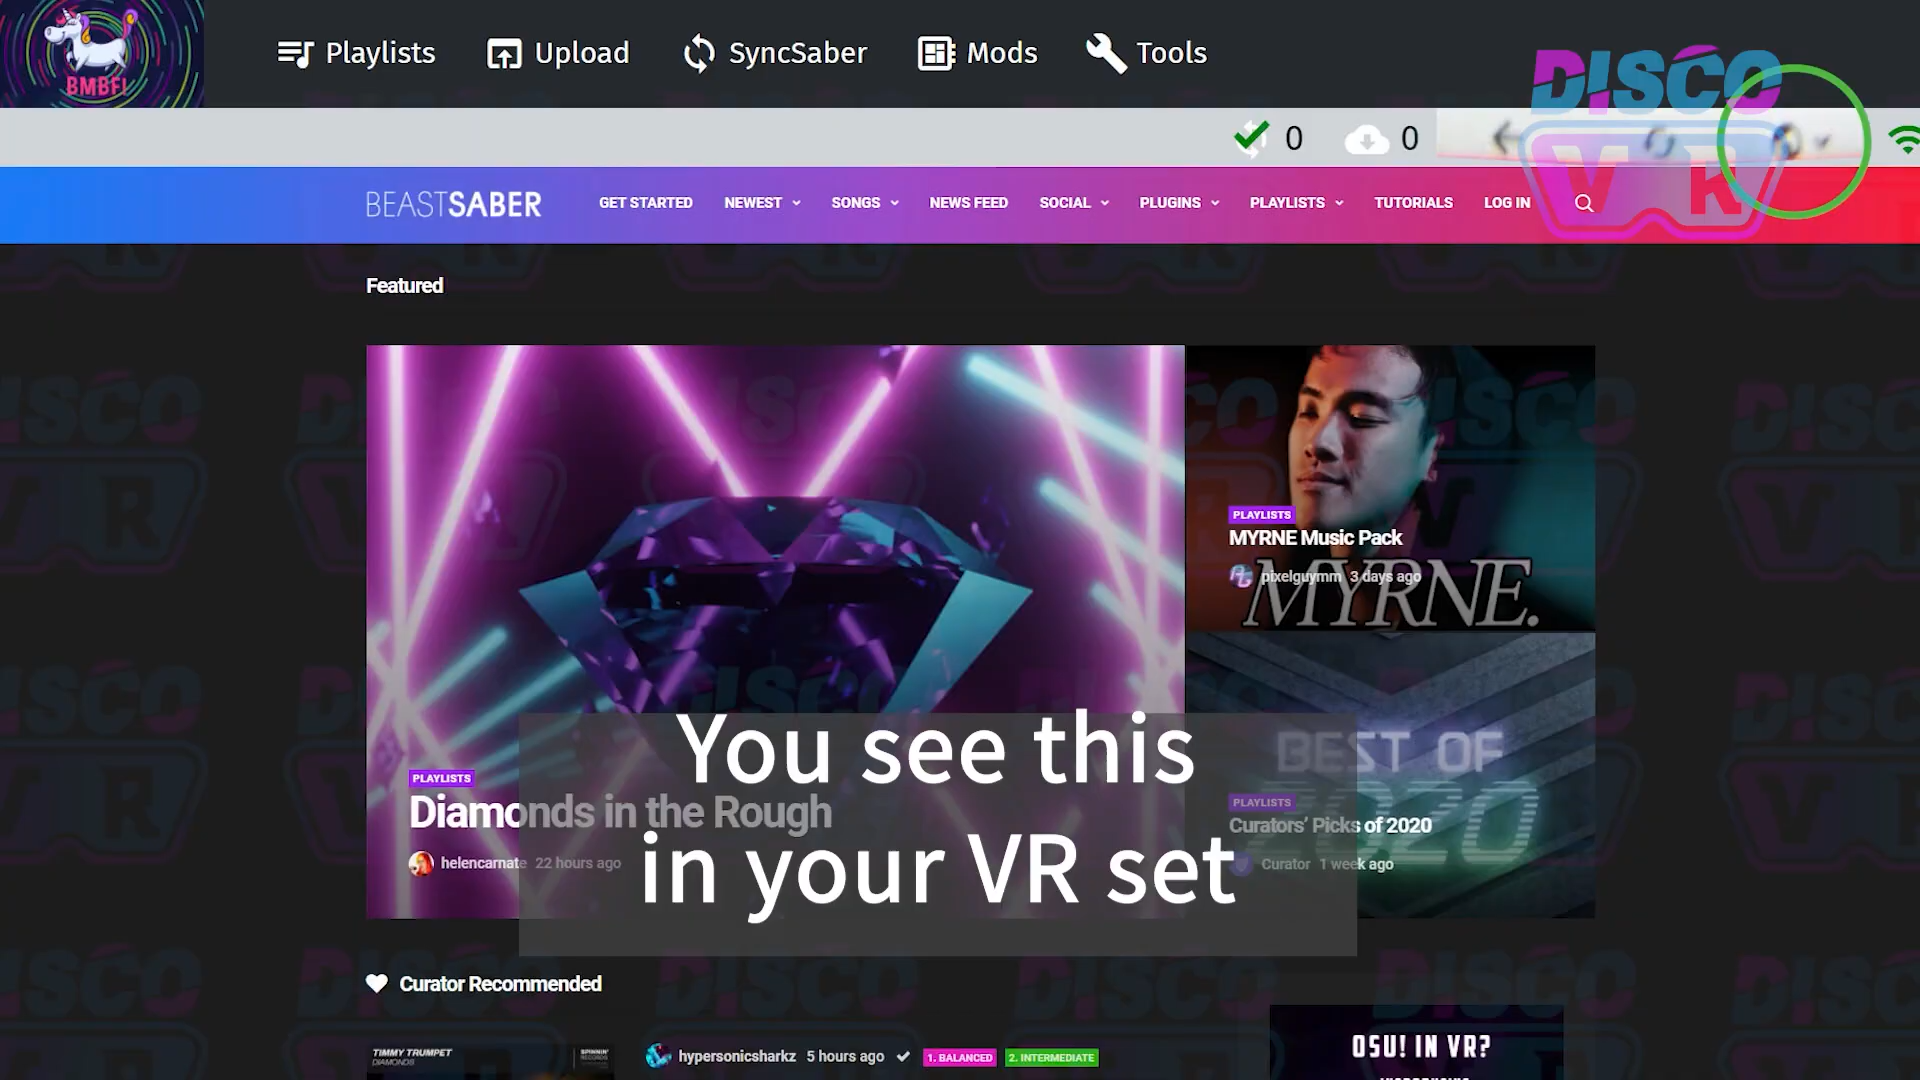 BMBF!
Playlists
Upload
SyncSaber
Mods
Tools
DISCO
VR
0
0
BEASTSABER
GET STARTED
NEWEST
SONGS
NEWS FEED
SOCIAL
PLUGINS
PLAYLISTS
TUTORIALS
LOG IN
Featured
PLAYLISTS
MYRNE Music Pack
pixelguymm 3 days ago
MYRNE.
BEST OF
2020
PLAYLISTS
Curators' Picks of 2020
Curator 1 week ago
PLAYLISTS
Diamonds in the Rough
helencarnate 22 hours ago
You see this
in your VR set
Curator Recommended
TIMMY TRUMPET
DIAMONDS
SPINNIN'
RECORDS
hypersonicsharkz 5 hours ago
1. BALANCED
2. INTERMEDIATE
OSU! IN VR?